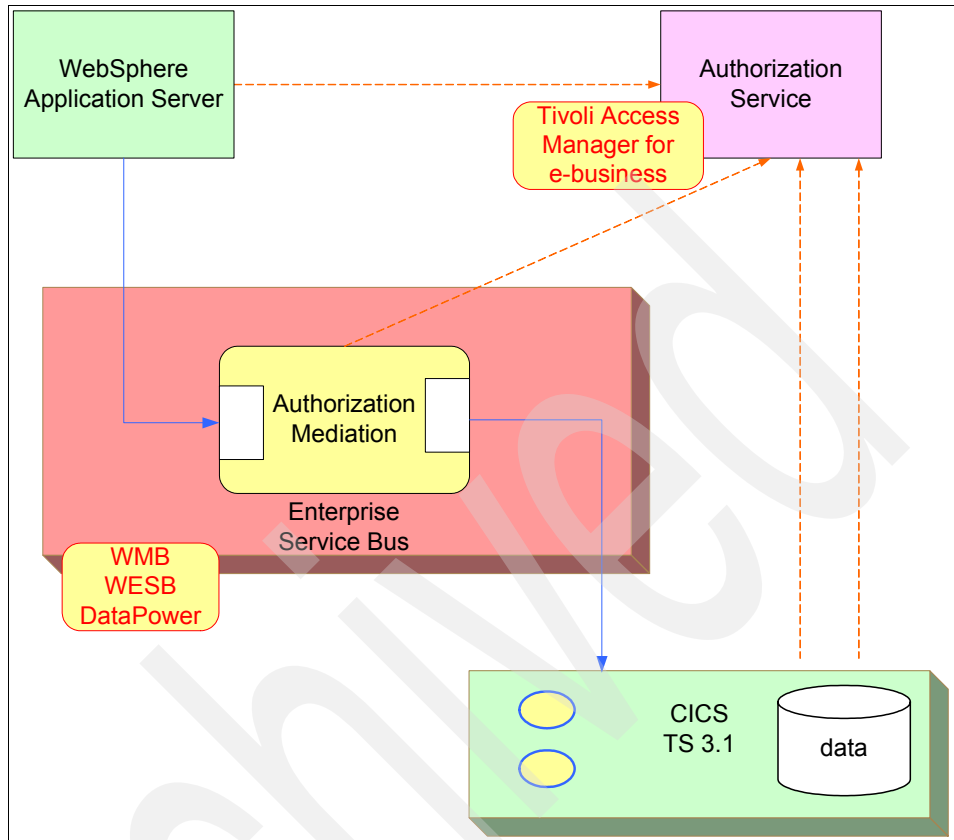 WebSphere
Application Server
Authorization
Service
Tivoli Access
Manager for
e-business
Authorization
Mediation
Enterprise
Service Bus
WMB
WESB
DataPower
CICS
TS 3.1
data